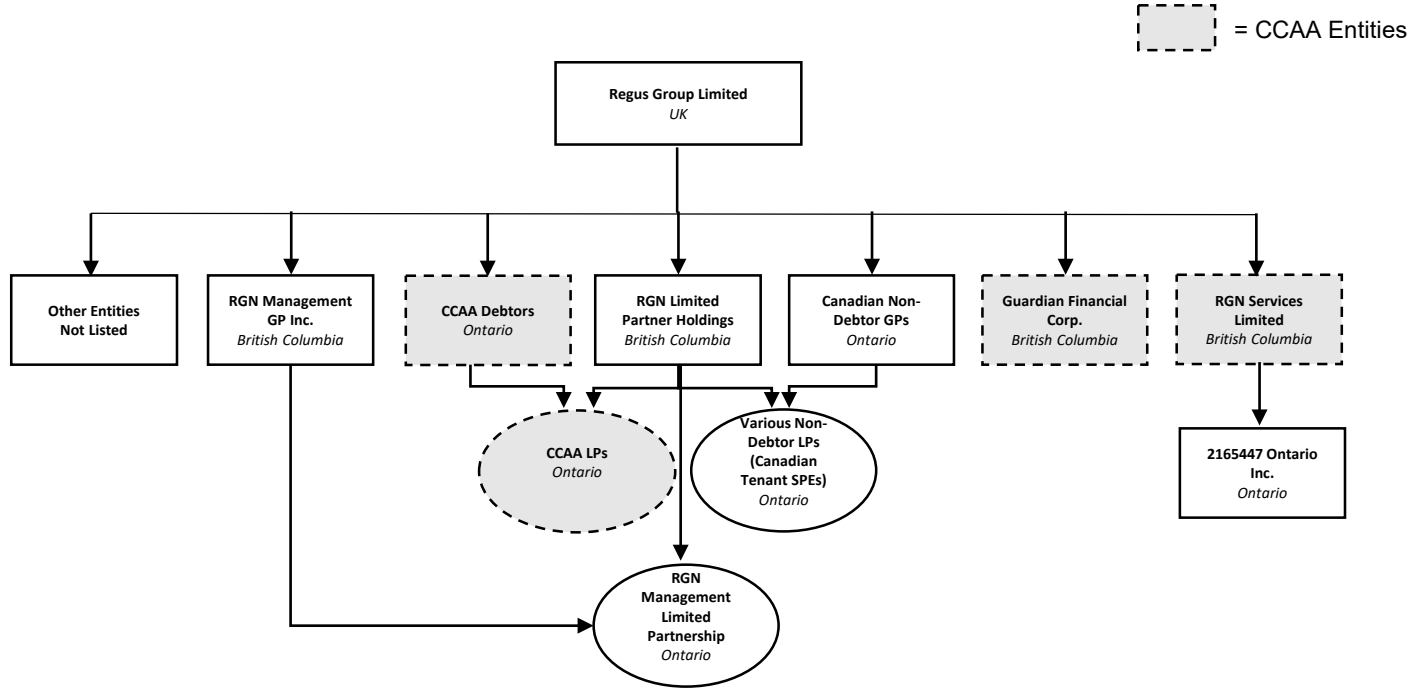 = CCAA Entities
Regus Group Limited
UK
Other Entities
Not Listed
RGN Management
GP Inc.
British Columbia
CCAA Debtors
Ontario
RGN Limited
Partner Holdings
British Columbia
Canadian Non-
Debtor GPs
Ontario
Guardian Financial
Corp.
British Columbia
RGN Services
Limited
British Columbia
CCAA LPs
Ontario
Various Non-
Debtor LPs
(Canadian
Tenant SPEs)
Ontario
2165447 Ontario
Inc.
Ontario
RGN
Management
Limited
Partnership
Ontario